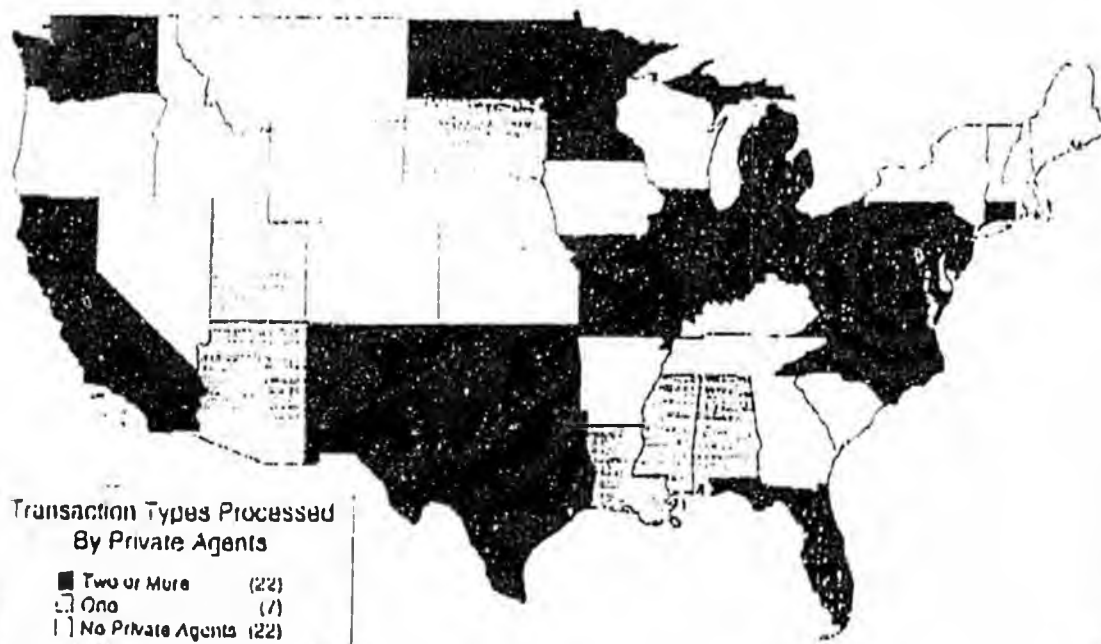 Transaction Types Processed
By Private Agents
Two or More (22)
One (7)
No Private Agents (22)